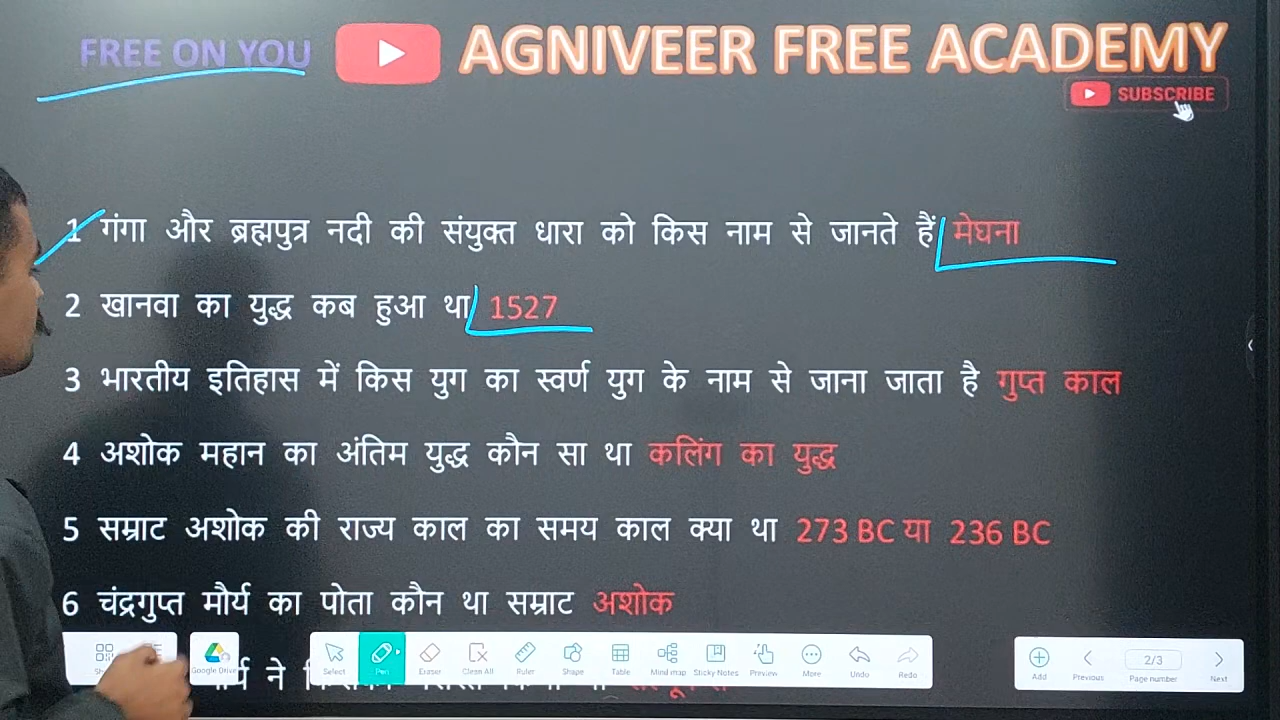 FREE ON YOU AGNIVEER FREE ACADEMY
SUBSCRIBE
1 गंगा और ब्रह्मपुत्र नदी की संयुक्त धारा को किस नाम से जानते हैं मेघना
2 खानवा का युद्ध कब हुआ था 1527
3 भारतीय इतिहास में किस युग का स्वर्ण युग के नाम से जाना जाता है गुप्त काल
4 अशोक महान का अंतिम युद्ध कौन सा था कलिंग का युद्ध
5 सम्राट अशोक की राज्य काल का समय काल क्या था 273 BC या 236 BC
6 चंद्रगुप्त मौर्य का पोता कौन था सम्राट अशोक
Google Drive Select Pen Eraser Clean All Ruler Shape Table Mind map Sticky Notes Preview More Undo Redo Add Previous 2/3 Page number Next
ने